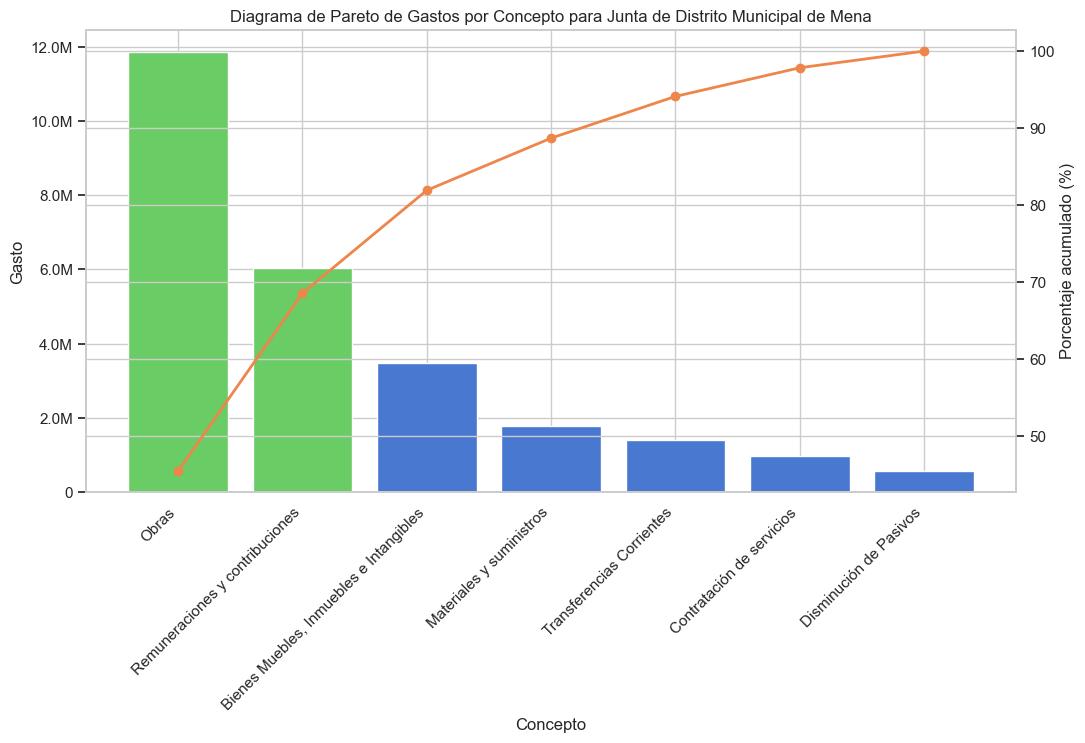 Diagrama de Pareto de Gastos por Concepto para Junta de Distrito Municipal de Mena
Gasto
12.0M
10.0M
8.0M
6.0M
4.0M
2.0M
0
Porcentaje acumulado (%)
100
90
80
70
60
50
Obras
Remuneraciones y contribuciones
Bienes Muebles, Inmuebles e Intangibles
Materiales y suministros
Transferencias Corrientes
Contratación de servicios
Disminución de Pasivos
Concepto